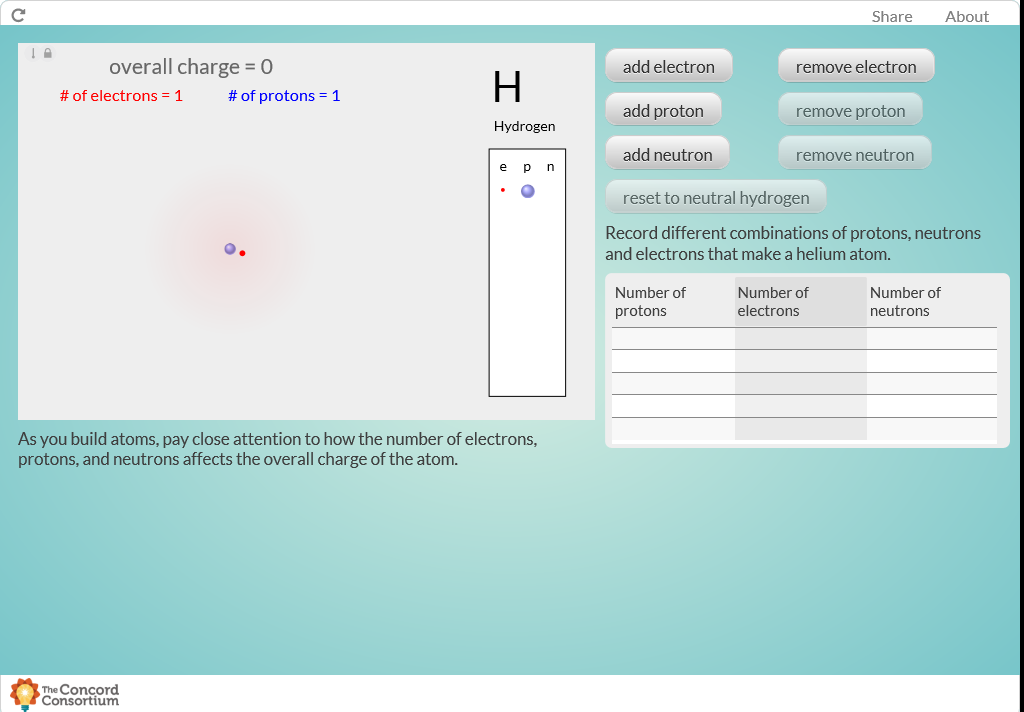 Share About
overall charge = 0
# of electrons = 1 # of protons = 1
H
Hydrogen
e p n
As you build atoms, pay close attention to how the number of electrons,
protons, and neutrons affects the overall charge of the atom.
add electron remove electron
add proton remove proton
add neutron remove neutron
reset to neutral hydrogen
Record different combinations of protons, neutrons
and electrons that make a helium atom.
Number of Number of Number of
protons electrons neutrons
The Concord
Consortium